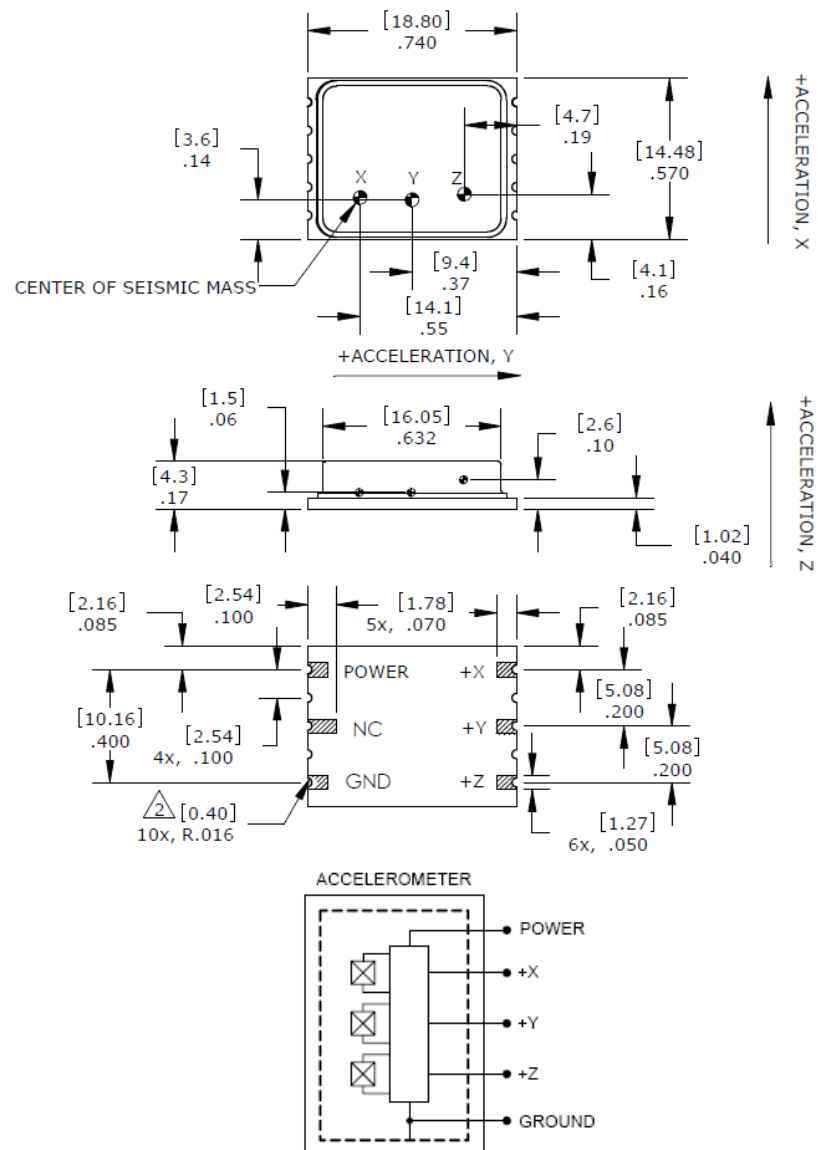 [18.80]
.740
+ACCELERATION, X
[4.7]
.19
[3.6]
.14
[14.48]
.570
X Y Z
[9.4]
.37
[4.1]
.16
CENTER OF SEISMIC MASS
[14.1]
.55
+ACCELERATION, Y
[1.5]
.06
[16.05]
.632
[2.6]
.10
+ACCELERATION, Z
[4.3]
.17
[1.02]
.040
[2.16]
.085
[2.54]
.100
[1.78]
5x, .070
[2.16]
.085
POWER +X
[5.08]
.200
[10.16]
.400
[2.54]
4x, .100
NC +Y
[5.08]
.200
GND +Z
2 [0.40]
10x, R.016
[1.27]
6x, .050
ACCELEROMETER
POWER
+X
+Y
+Z
GROUND